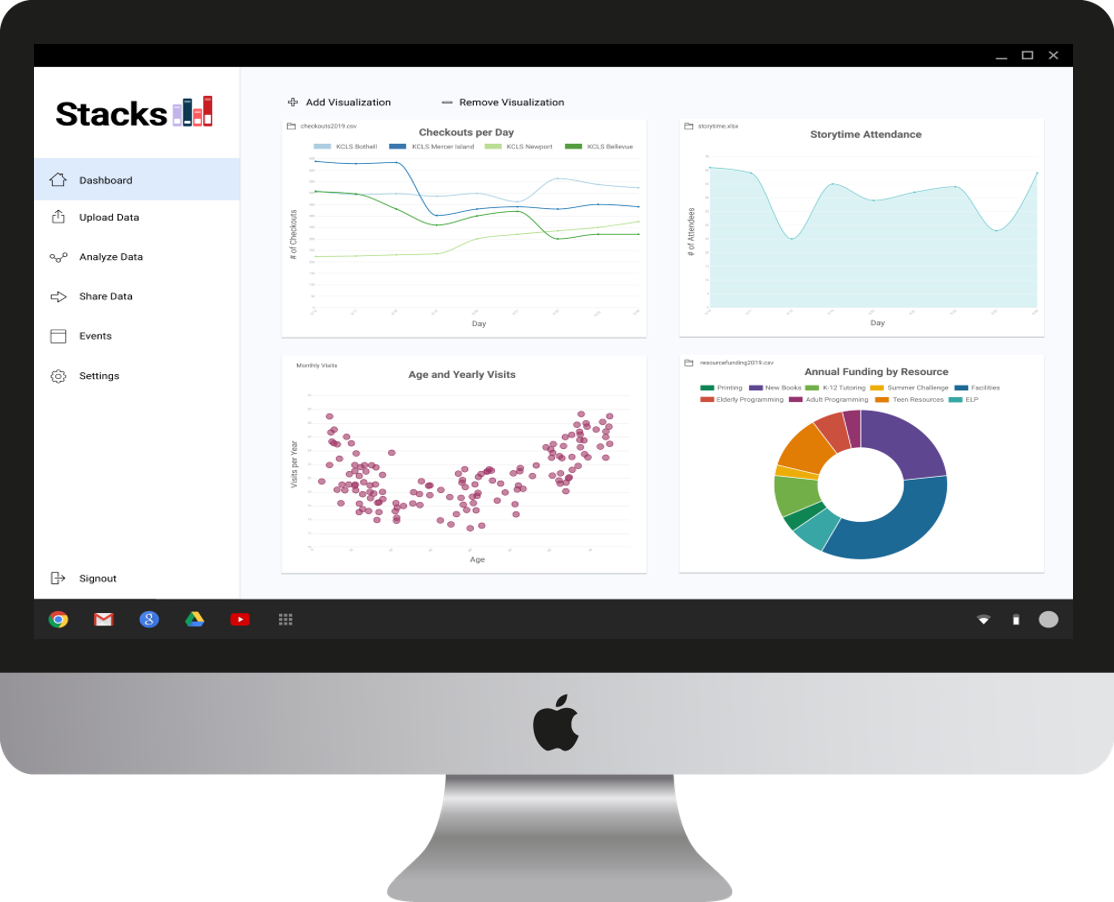 Stacks
Dashboard
Upload Data
Analyze Data
Share Data
Events
Settings
Signout
Add Visualization
Remove Visualization
checkouts2019.csv
Checkouts per Day
KCLS Bothell KCLS Mercer Island KCLS Newport KCLS Bellevue
# of Checkouts
Day
storytime.xlsx
Storytime Attendance
# of Attendees
Day
Monthly Visits
Age and Yearly Visits
Visits per Year
Age
resourcefunding2019.csv
Annual Funding by Resource
Printing New Books K-12 Tutoring Summer Challenge Facilities
Elderly Programming Adult Programming Teen Resources ELP